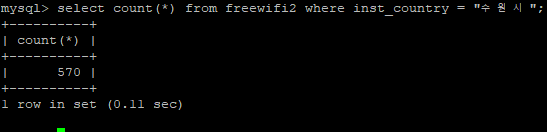 mysql> select count(*) from freewifi2 where inst_country = "수 원 시 ";
+----------+
| count(*) |
+----------+
|      570 |
+----------+
1 row in set (0.11 sec)